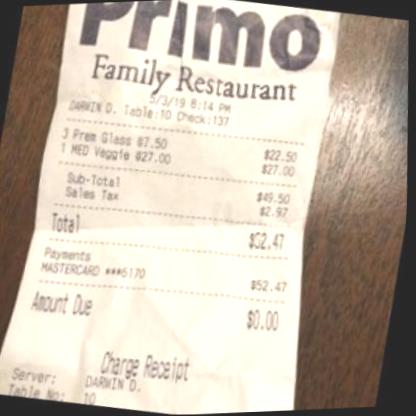 Primo
Family Restaurant
5/3/19 8:14 PM
DARWIN D. Table:10 Check:137
3 Prem Glass @7.50 $22.50
1 MED Veggie @27.00 $27.00
Sub-Total $49.50
Sales Tax $2.97
Total $52.47
Payments
MASTERCARD ***6170 $52.47
Amount Due $0.00
Charge Receipt
Server: DARWIN D.
Table No: 10